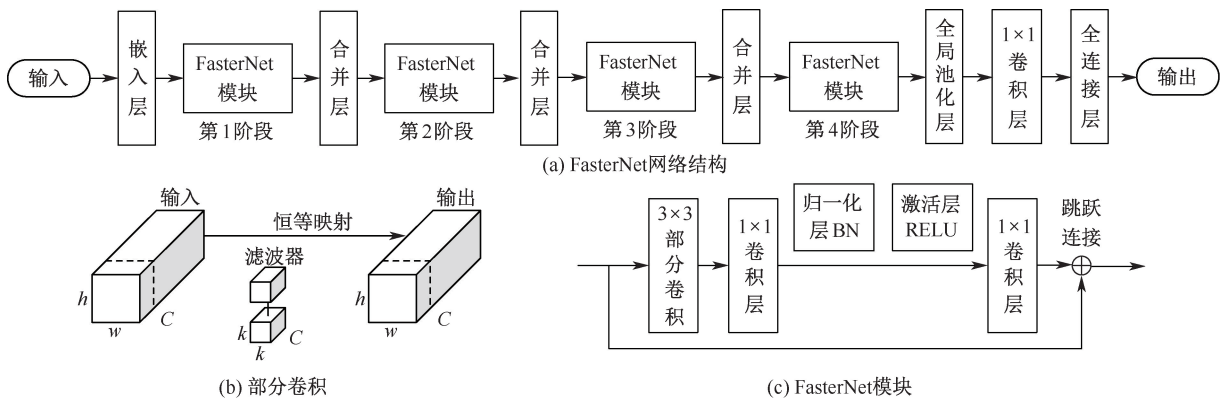 输入
嵌入层
FasterNet
模块
第1阶段
合并层
FasterNet
模块
第2阶段
合并层
FasterNet
模块
第3阶段
合并层
FasterNet
模块
第4阶段
全局池化层
1×1卷积层
全连接层
输出
(a) FasterNet网络结构
输入
输出
恒等映射
滤波器
h
w
C
k
k
C
h
w
C
(b) 部分卷积
3×3部分卷积
1×1卷积层
归一化
层BN
激活层
RELU
1×1卷积层
跳跃
连接
(c) FasterNet模块